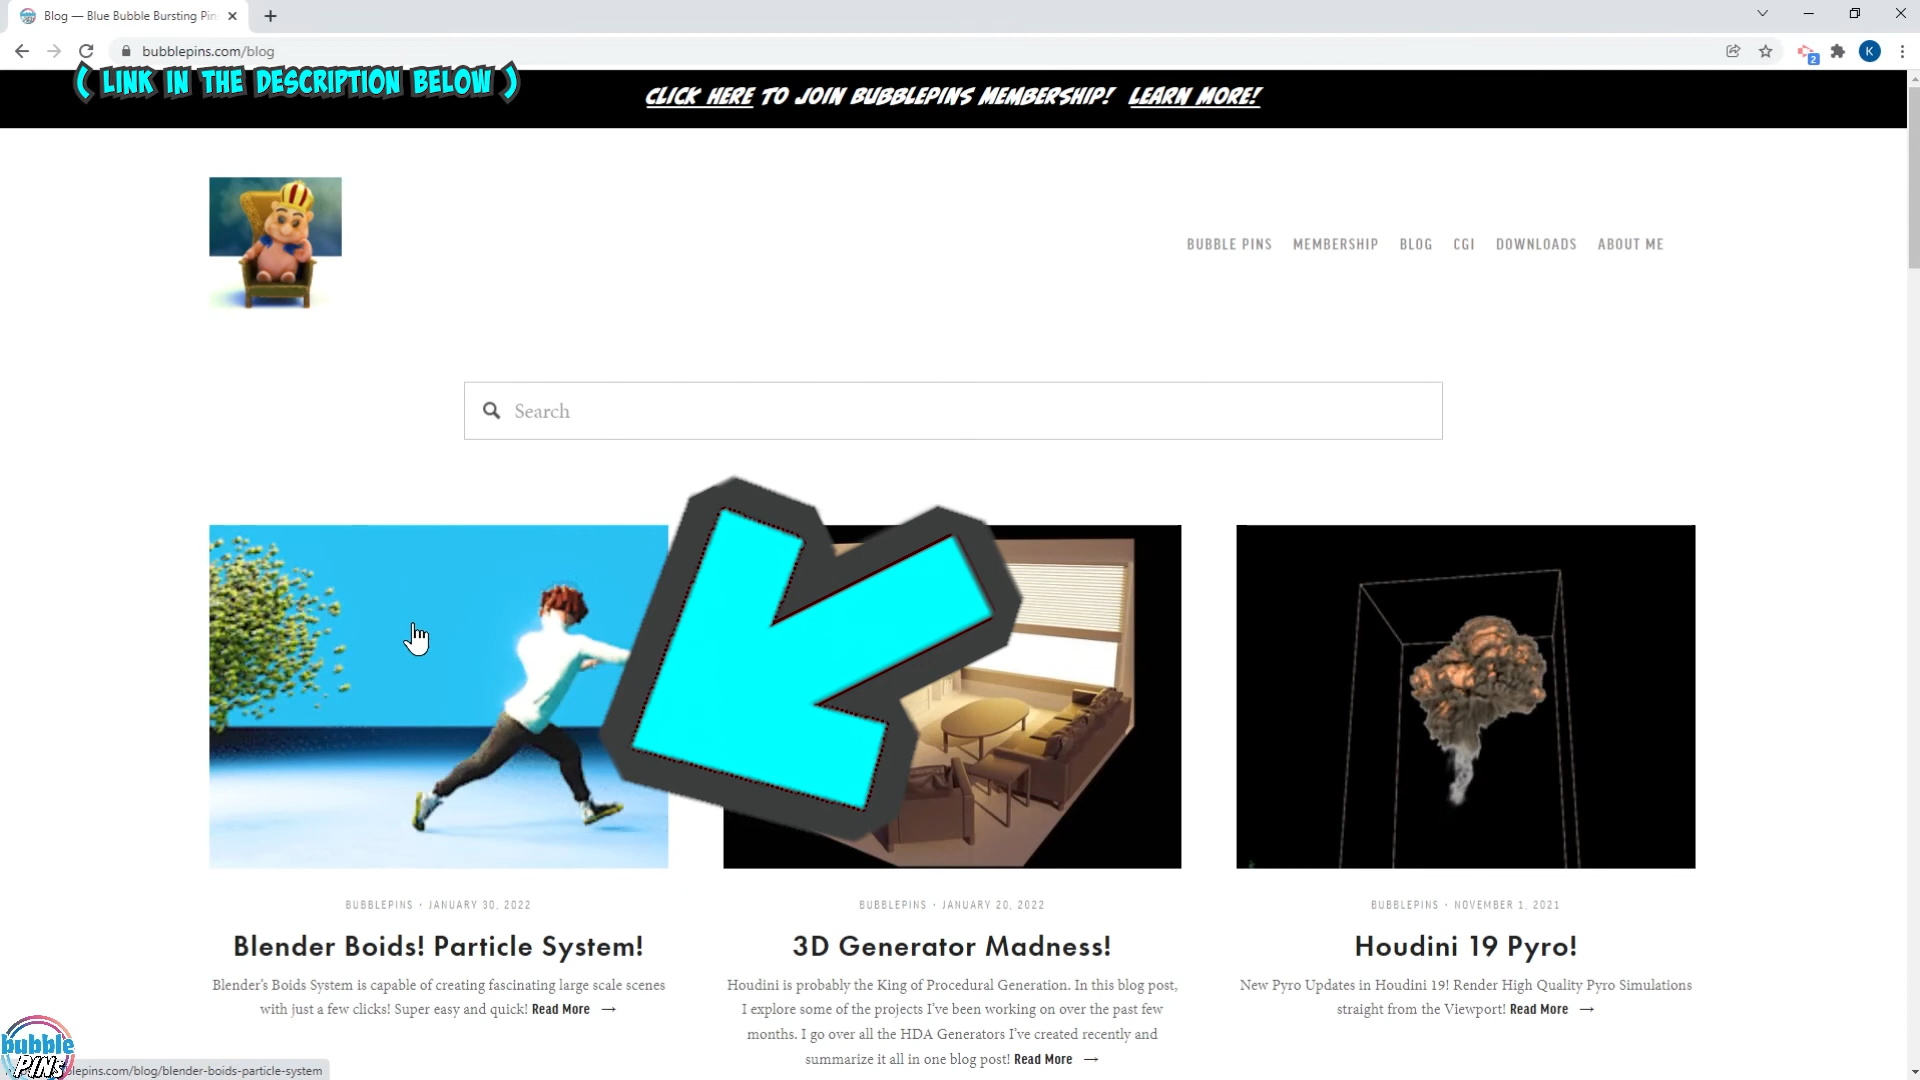 Blog — Blue Bubble Bursting Pin
bubblepins.com/blog
2
K
( LINK IN THE DESCRIPTION BELOW )
CLICK HERE TO JOIN BUBBLEPINS MEMBERSHIP! LEARN MORE!
BUBBLE PINS MEMBERSHIP BLOG CGI DOWNLOADS ABOUT ME
Search
BUBBLEPINS • JANUARY 30, 2022
Blender Boids! Particle System!
Blender's Boids System is capable of creating fascinating large scale scenes
with just a few clicks! Super easy and quick! Read More →
BUBBLEPINS • JANUARY 20, 2022
3D Generator Madness!
Houdini is probably the King of Procedural Generation. In this blog post,
I explore some of the projects I've been working on over the past few
months. I go over all the HDA Generators I've created recently and
summarize it all in one blog post! Read More →
BUBBLEPINS • NOVEMBER 1, 2021
Houdini 19 Pyro!
New Pyro Updates in Houdini 19! Render High Quality Pyro Simulations
straight from the Viewport! Read More →
bubble
PINS
lepins.com/blog/blender-boids-particle-system